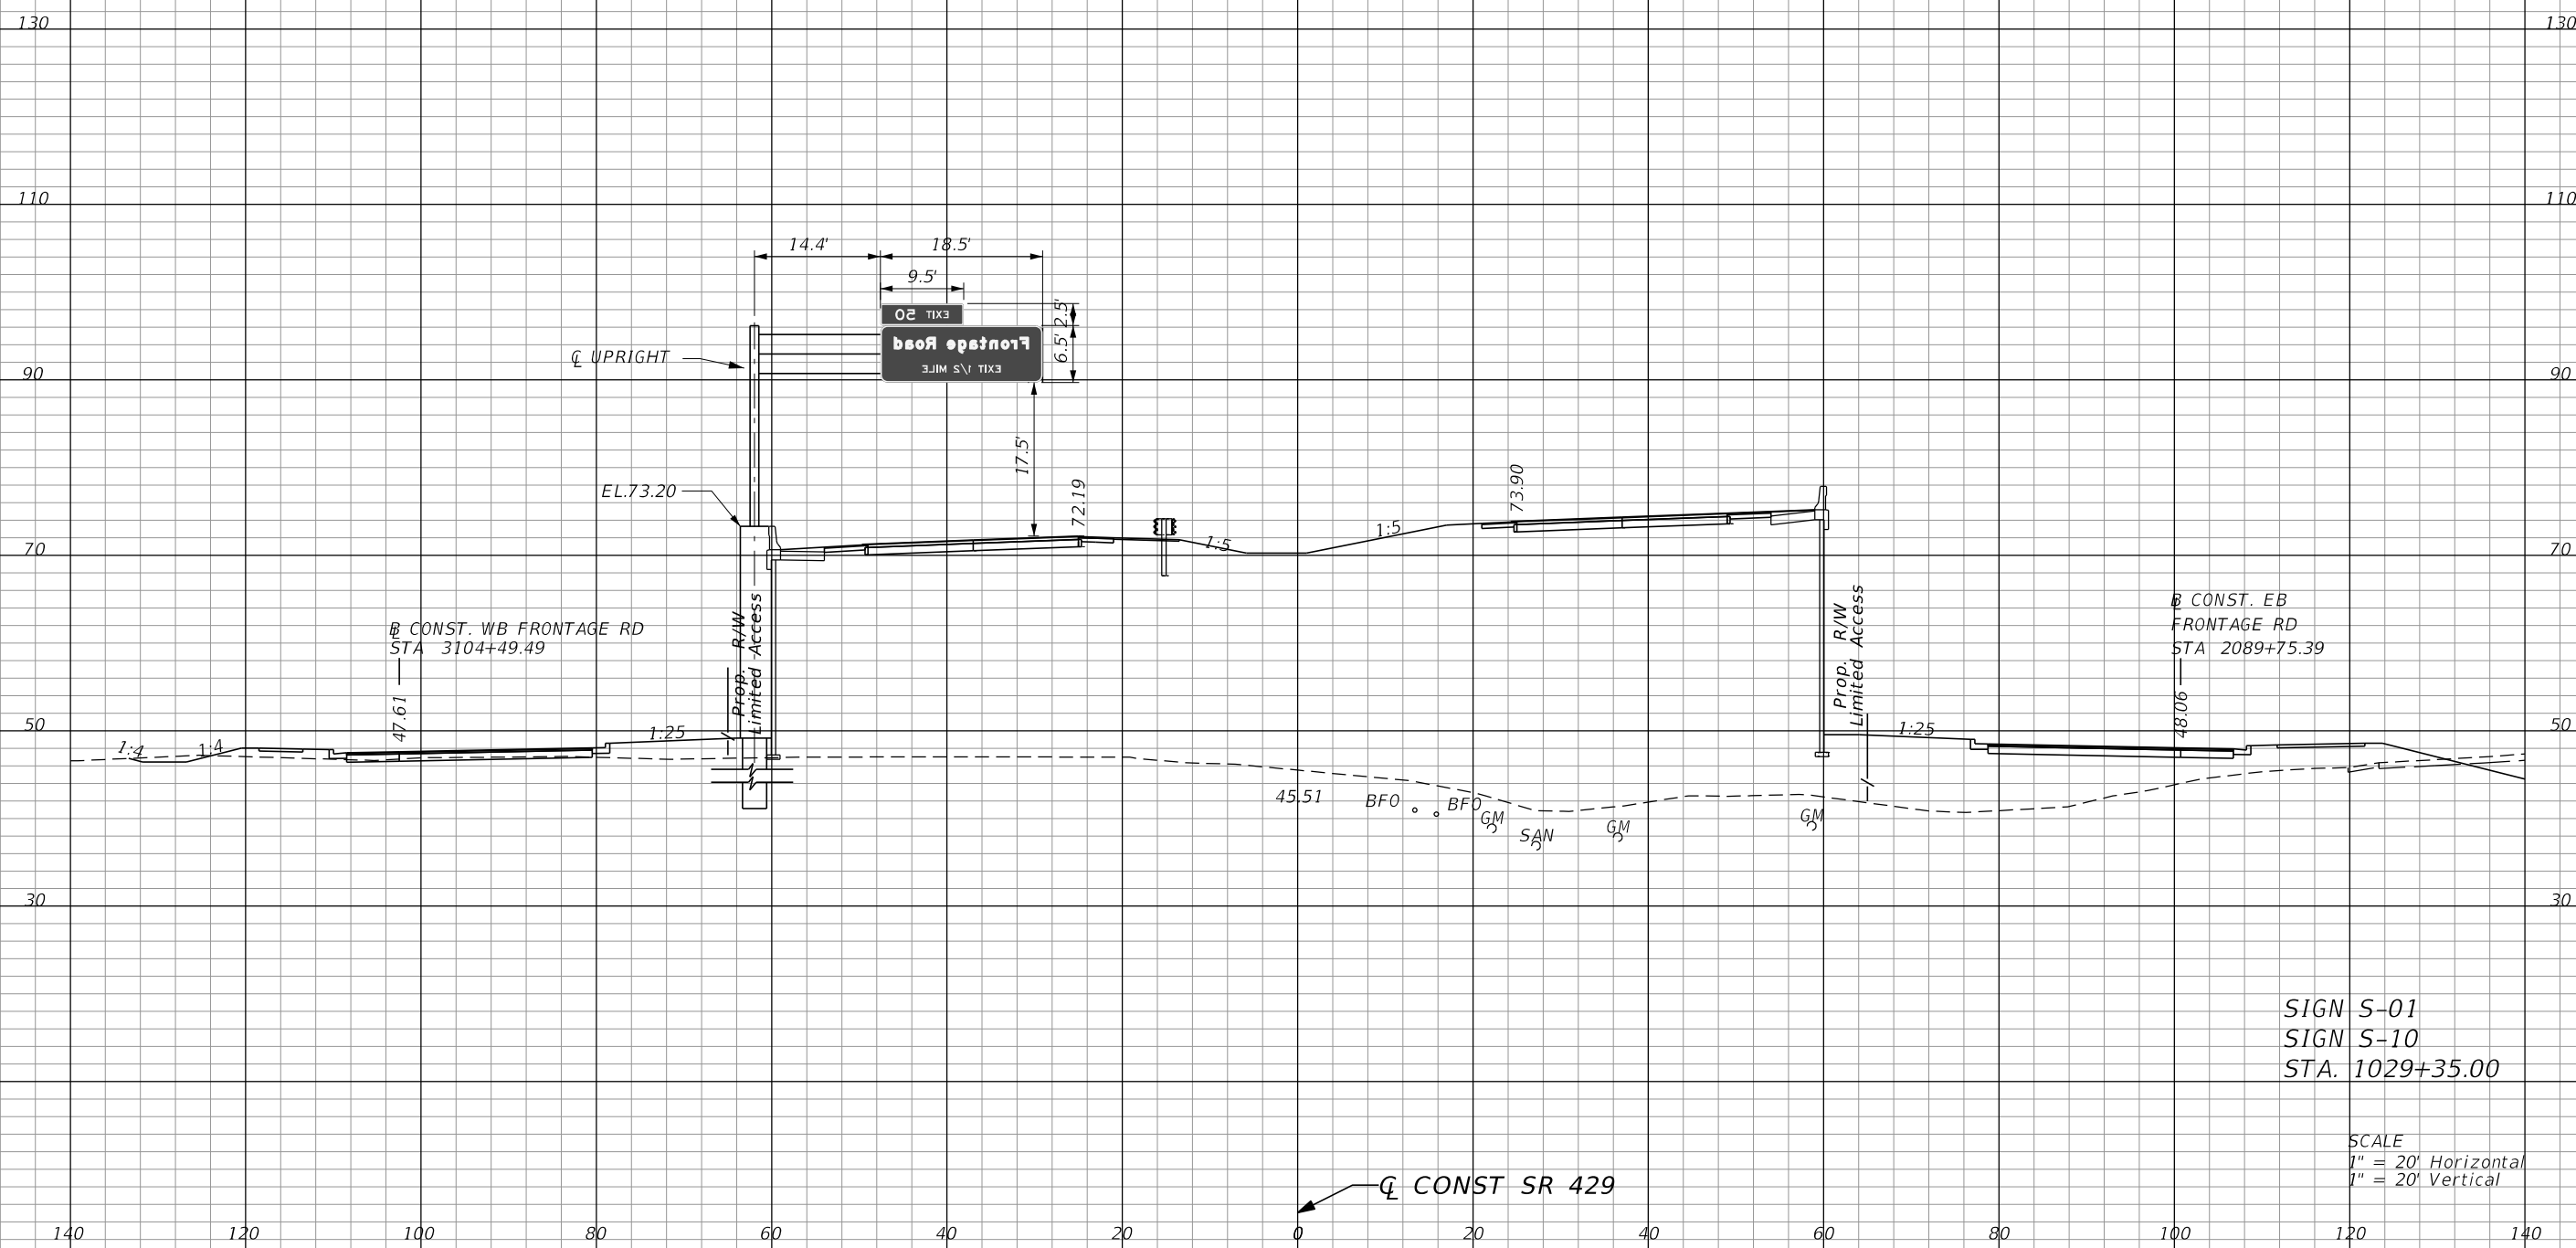 130
130
110
110
14.4'
18.5'
9.5'
2.5'
EXIT 50
6.5'
Frontage Road
EXIT 1/2 MILE
℄ UPRIGHT
90
90
17.5'
EL.73.20
72.19
73.90
70
70
1:5
1:5
Prop. R/W
Limited Access
Prop. R/W
Limited Access
B CONST. WB FRONTAGE RD
STA 3104+49.49
B CONST. EB
FRONTAGE RD
STA 2089+75.39
47.61
48.06
50
50
1:4
1:4
1:25
1:25
45.51
BFO
BFO
GM
SAN
GM
GM
30
30
SIGN S-01
SIGN S-10
STA. 1029+35.00
SCALE
1" = 20' Horizontal
1" = 20' Vertical
℄ CONST SR 429
140
120
100
80
60
40
20
0
20
40
60
80
100
120
140